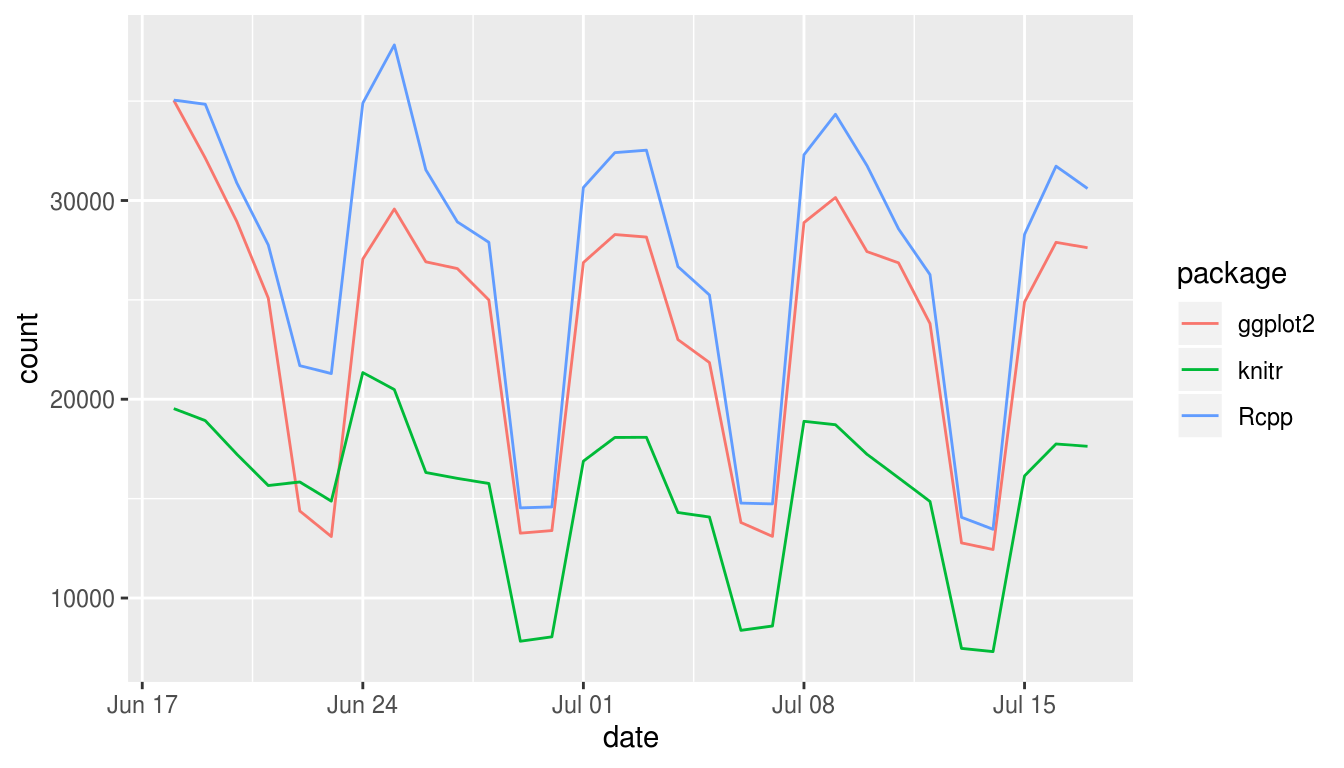 count
30000
20000
10000
Jun 17
Jun 24
Jul 01
Jul 08
Jul 15
date
package
ggplot2
knitr
Rcpp